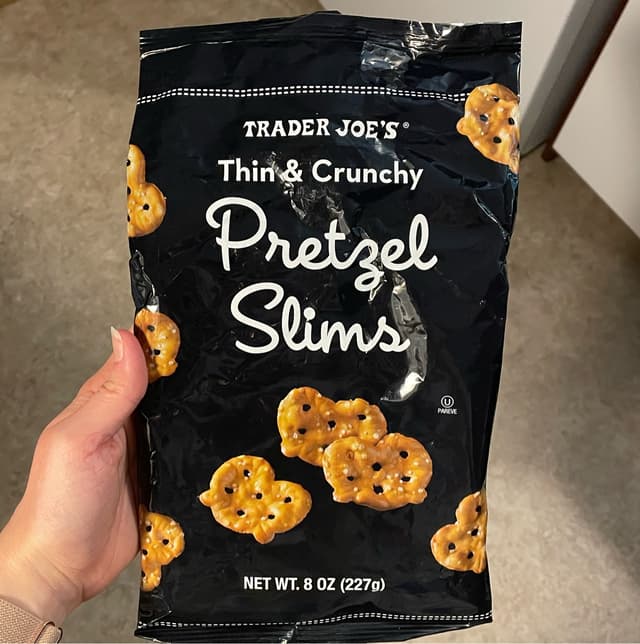 TRADER JOE'S®
Thin & Crunchy
Pretzel
Slims
U
PAREVE
NET WT. 8 OZ (227g)